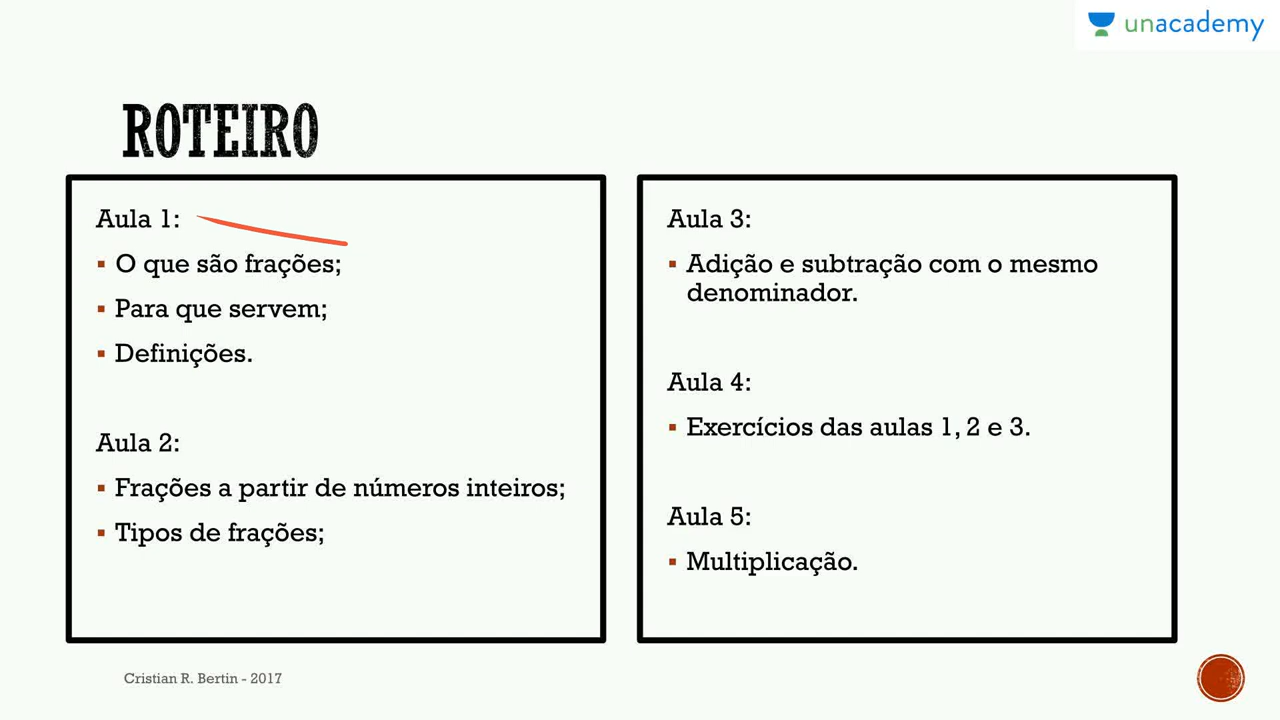 unacademy
ROTEIRO
Aula 1:
▪ O que são frações;
▪ Para que servem;
▪ Definições.
Aula 2:
▪ Frações a partir de números inteiros;
▪ Tipos de frações;
Aula 3:
▪ Adição e subtração com o mesmo
denominador.
Aula 4:
▪ Exercícios das aulas 1, 2 e 3.
Aula 5:
▪ Multiplicação.
Cristian R. Bertin - 2017